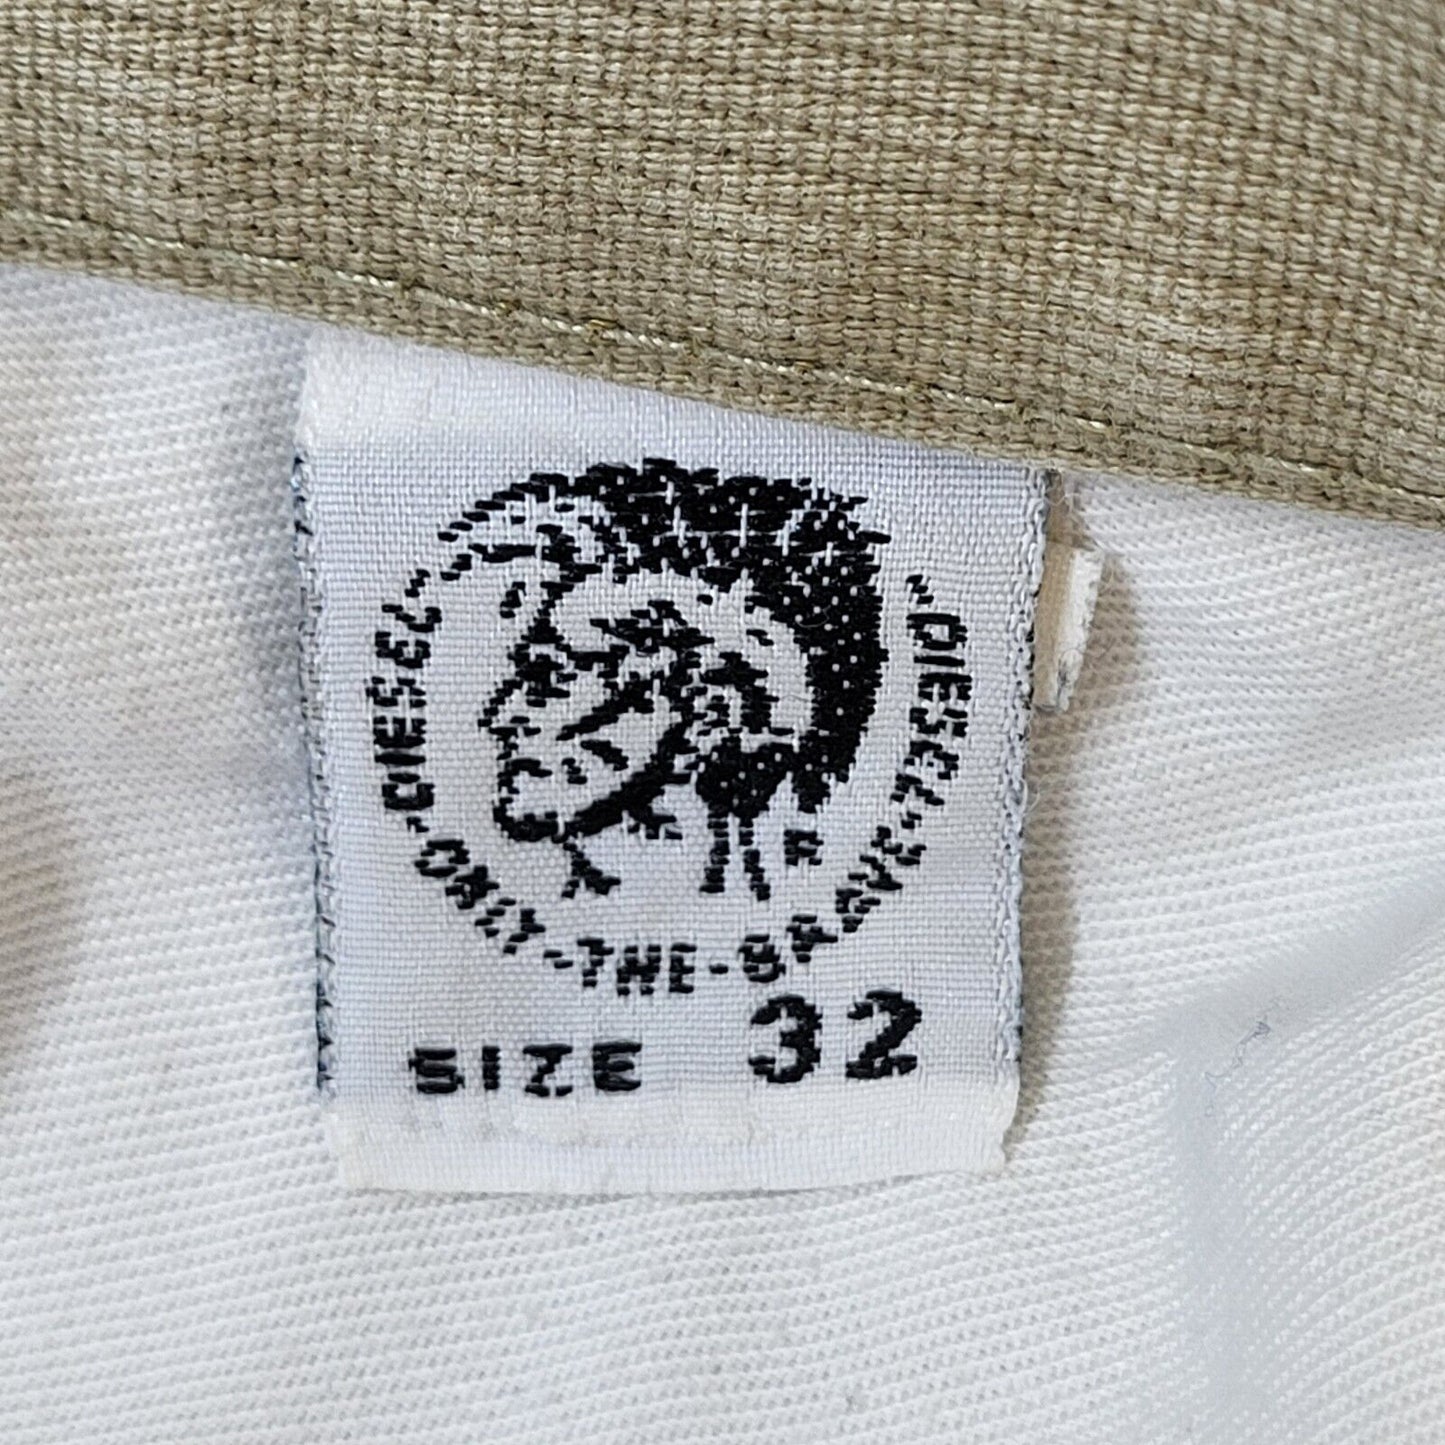 "DIESEL"-ONLY-THE-BRAVE-"DIESEL"
R
SIZE 32